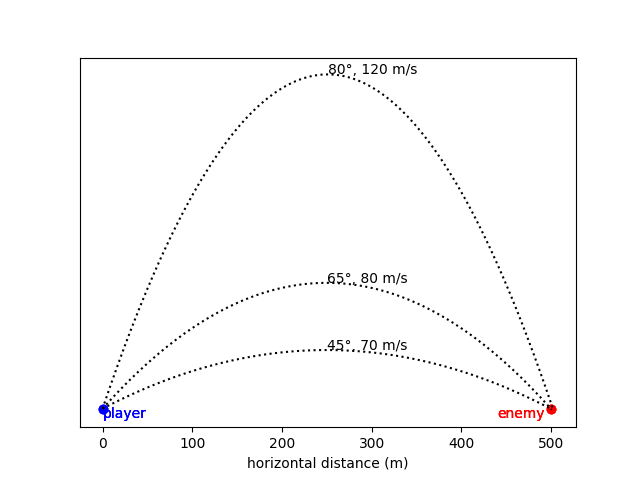 80°, 120 m/s
65°, 80 m/s
45°, 70 m/s
player
enemy
0 100 200 300 400 500
horizontal distance (m)